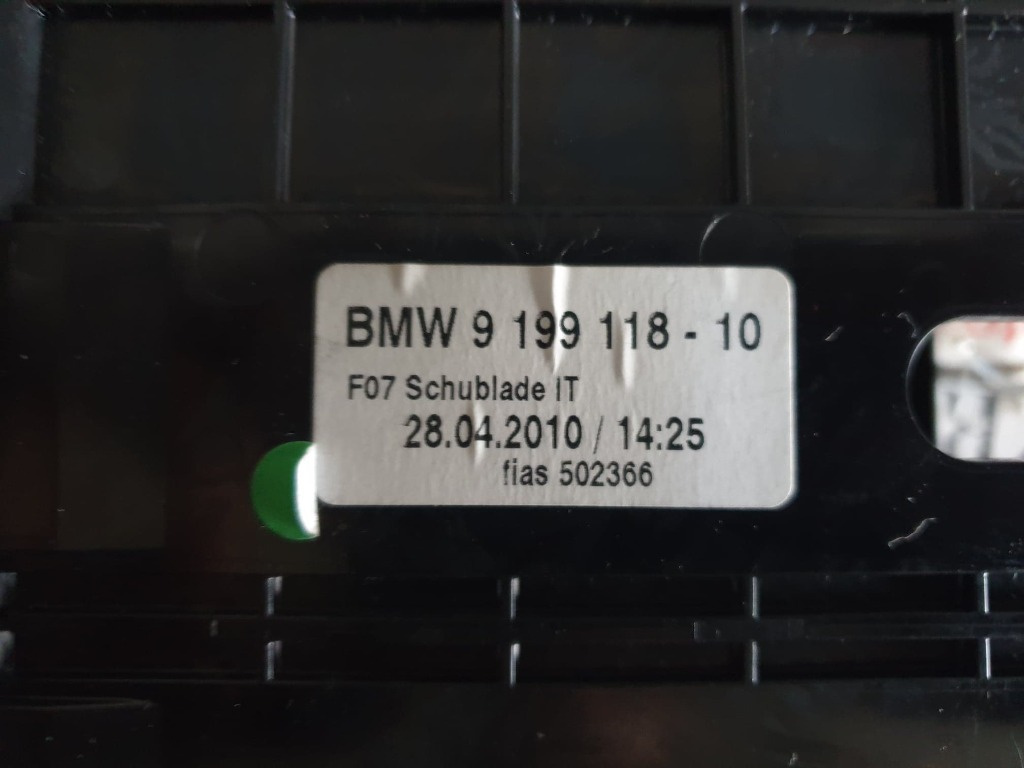 BMW 9 199 118 - 10
F07 Schublade IT
28.04.2010 / 14:25
fias 502366